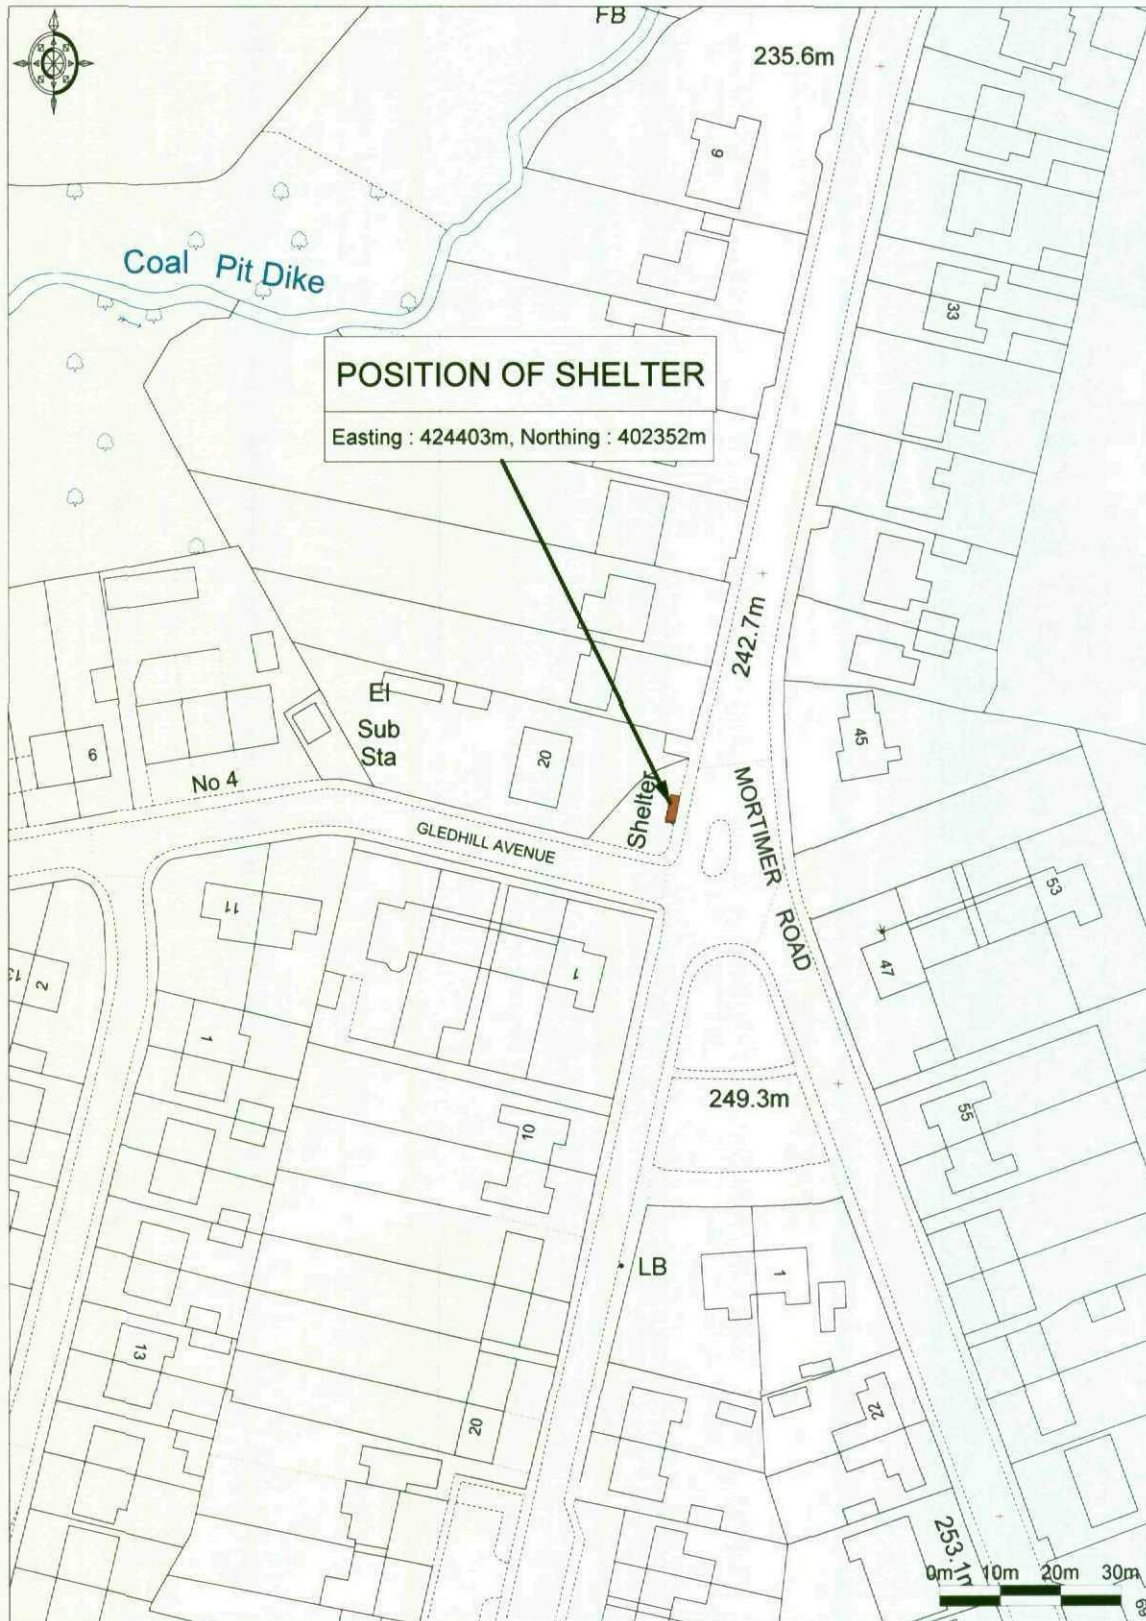 FB
235.6m
9
Coal Pit Dike
33
POSITION OF SHELTER
Easting : 424403m, Northing : 402352m
242.7m
El
Sub
Sta
20
45
6
No 4
Shelter
MORTIMER ROAD
GLEDHILL AVENUE
53
11
47
1
2
1
249.3m
55
10
LB
1
13
22
20
253.1m
0m 10m 20m 30m